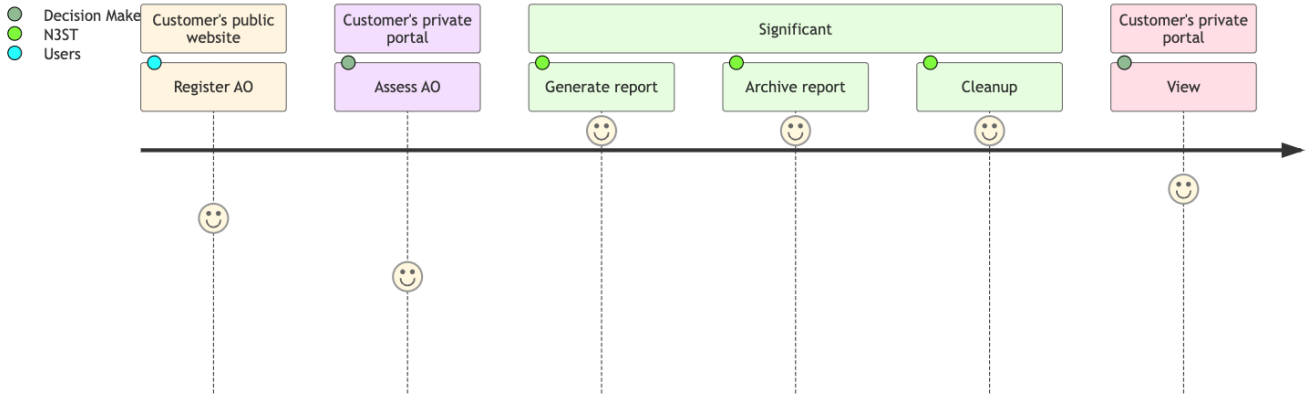 Decision Make
N3ST
Users
Customer's public
website
Customer's private
portal
Significant
Customer's private
portal
Register AO
Assess AO
Generate report
Archive report
Cleanup
View